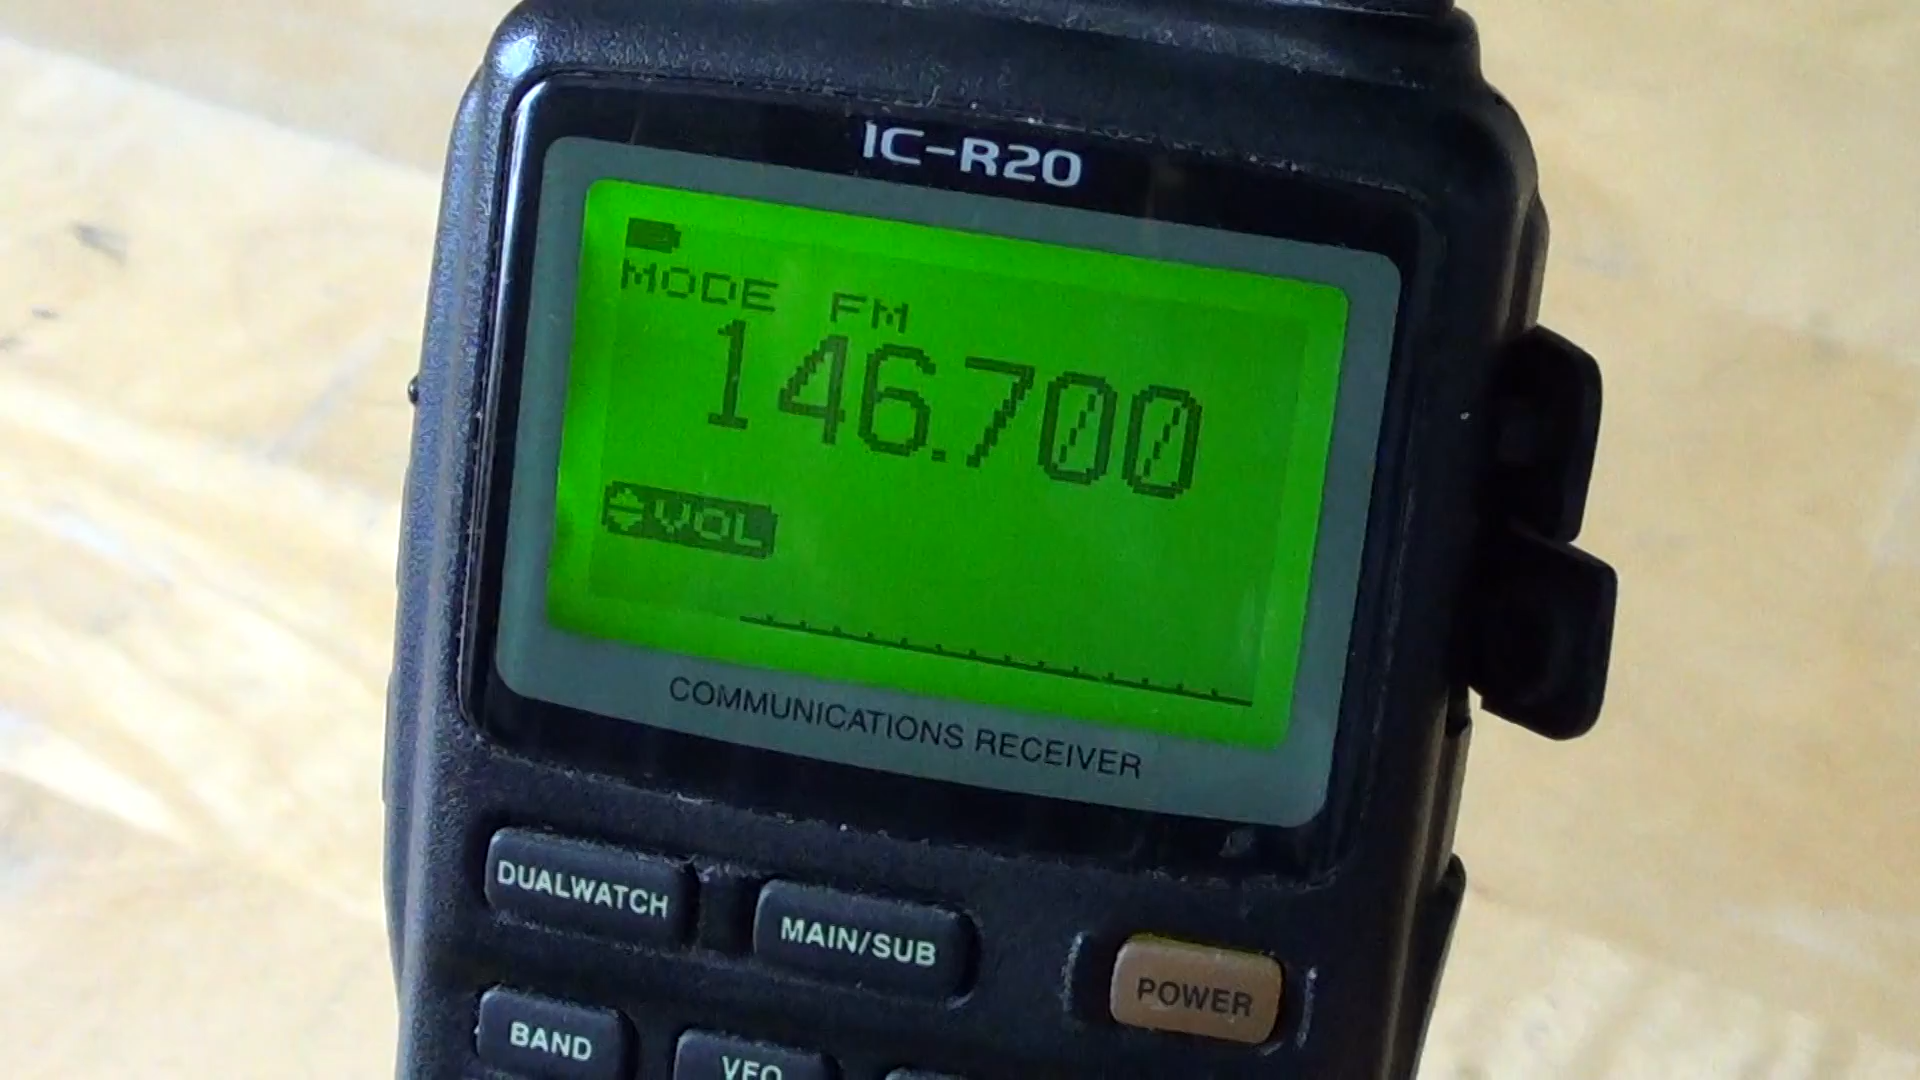 IC-R20
MODE FM
146.700
VOL
COMMUNICATIONS RECEIVER
DUALWATCH
MAIN/SUB
POWER
BAND
VFO